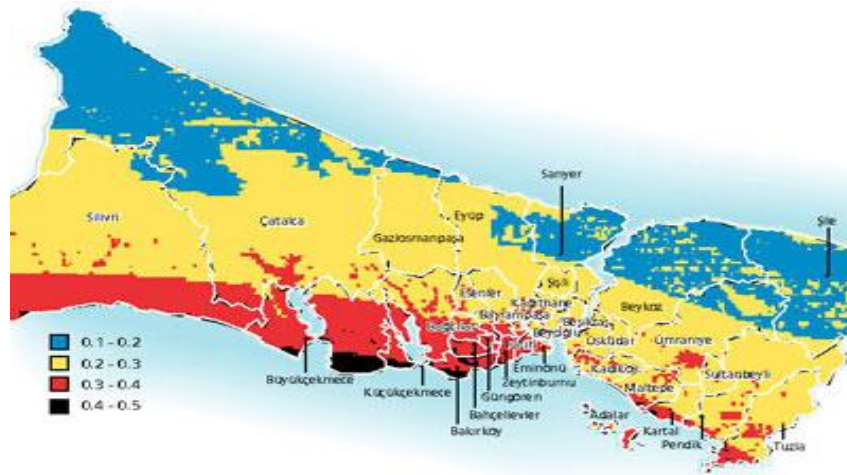 Sarıyer
Şile
Silivri
Çatalca
Eyüp
Gaziosmanpaşa
Şişli
Esenler
Kağıthane
Beykoz
Bayrampaşa
Beşiktaş
Beyoğlu
Üsküdar
Ümraniye
Eminönü
Kadıköy
Sultanbeyli
Zeytinburnu
Maltepe
Büyükçekmece
Küçükçekmece
Güngören
Bahçelievler
Adalar
Kartal
Bakırköy
Pendik
Tuzla
0.1 - 0.2
0.2 - 0.3
0.3 - 0.4
0.4 - 0.5